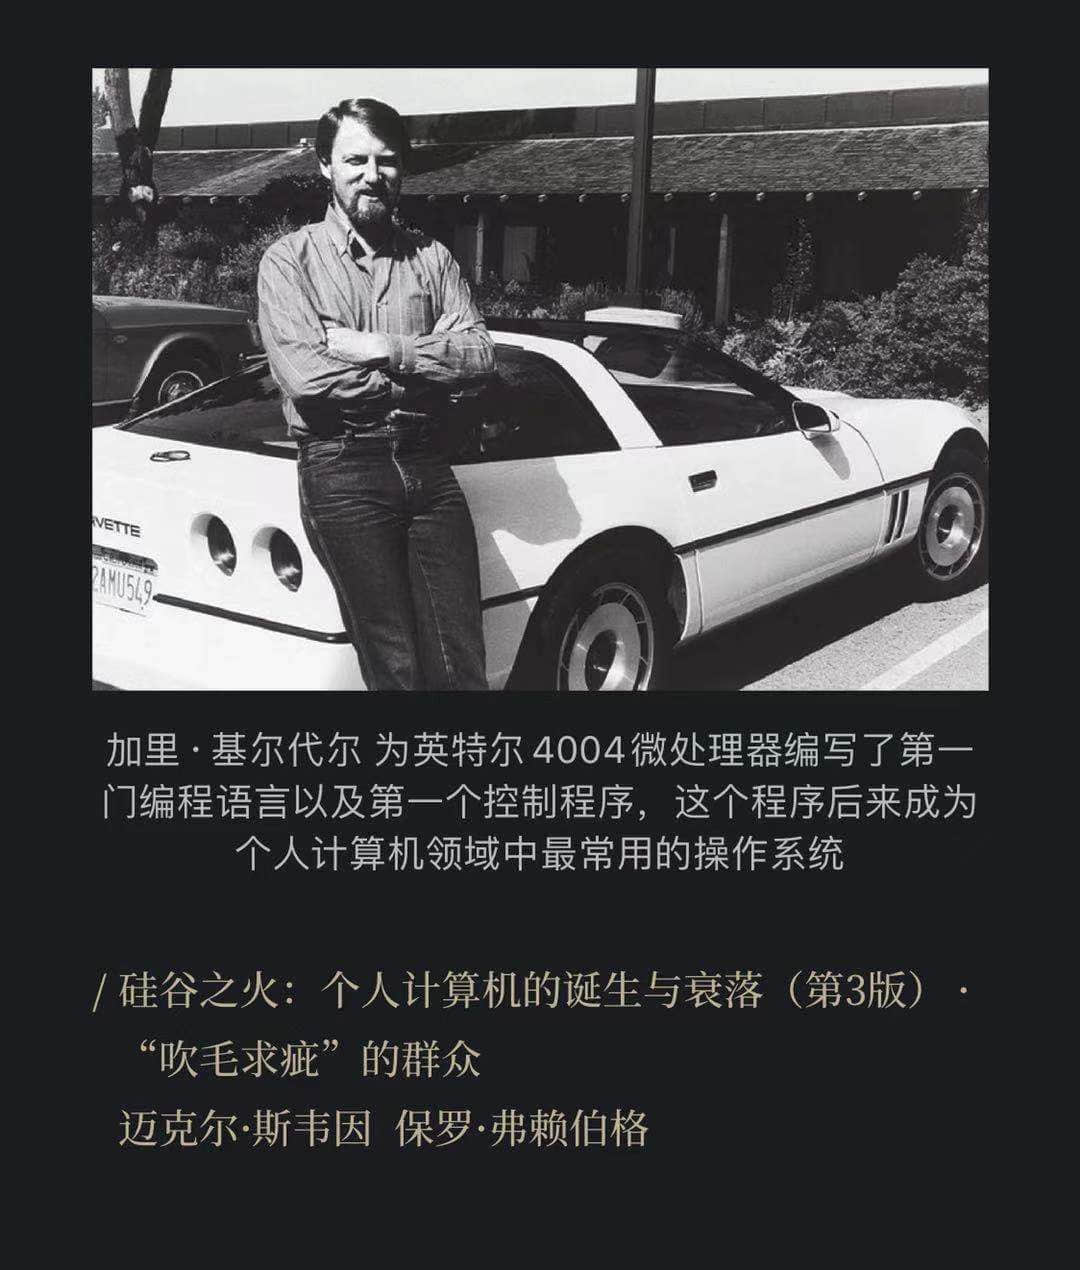 RVETTE
2AMU549
加里·基尔代尔 为英特尔4004微处理器编写了第一
门编程语言以及第一个控制程序，这个程序后来成为
个人计算机领域中最常用的操作系统
/ 硅谷之火：个人计算机的诞生与衰落（第3版） ·
“吹毛求疵”的群众
迈克尔·斯韦因 保罗·弗赖伯格